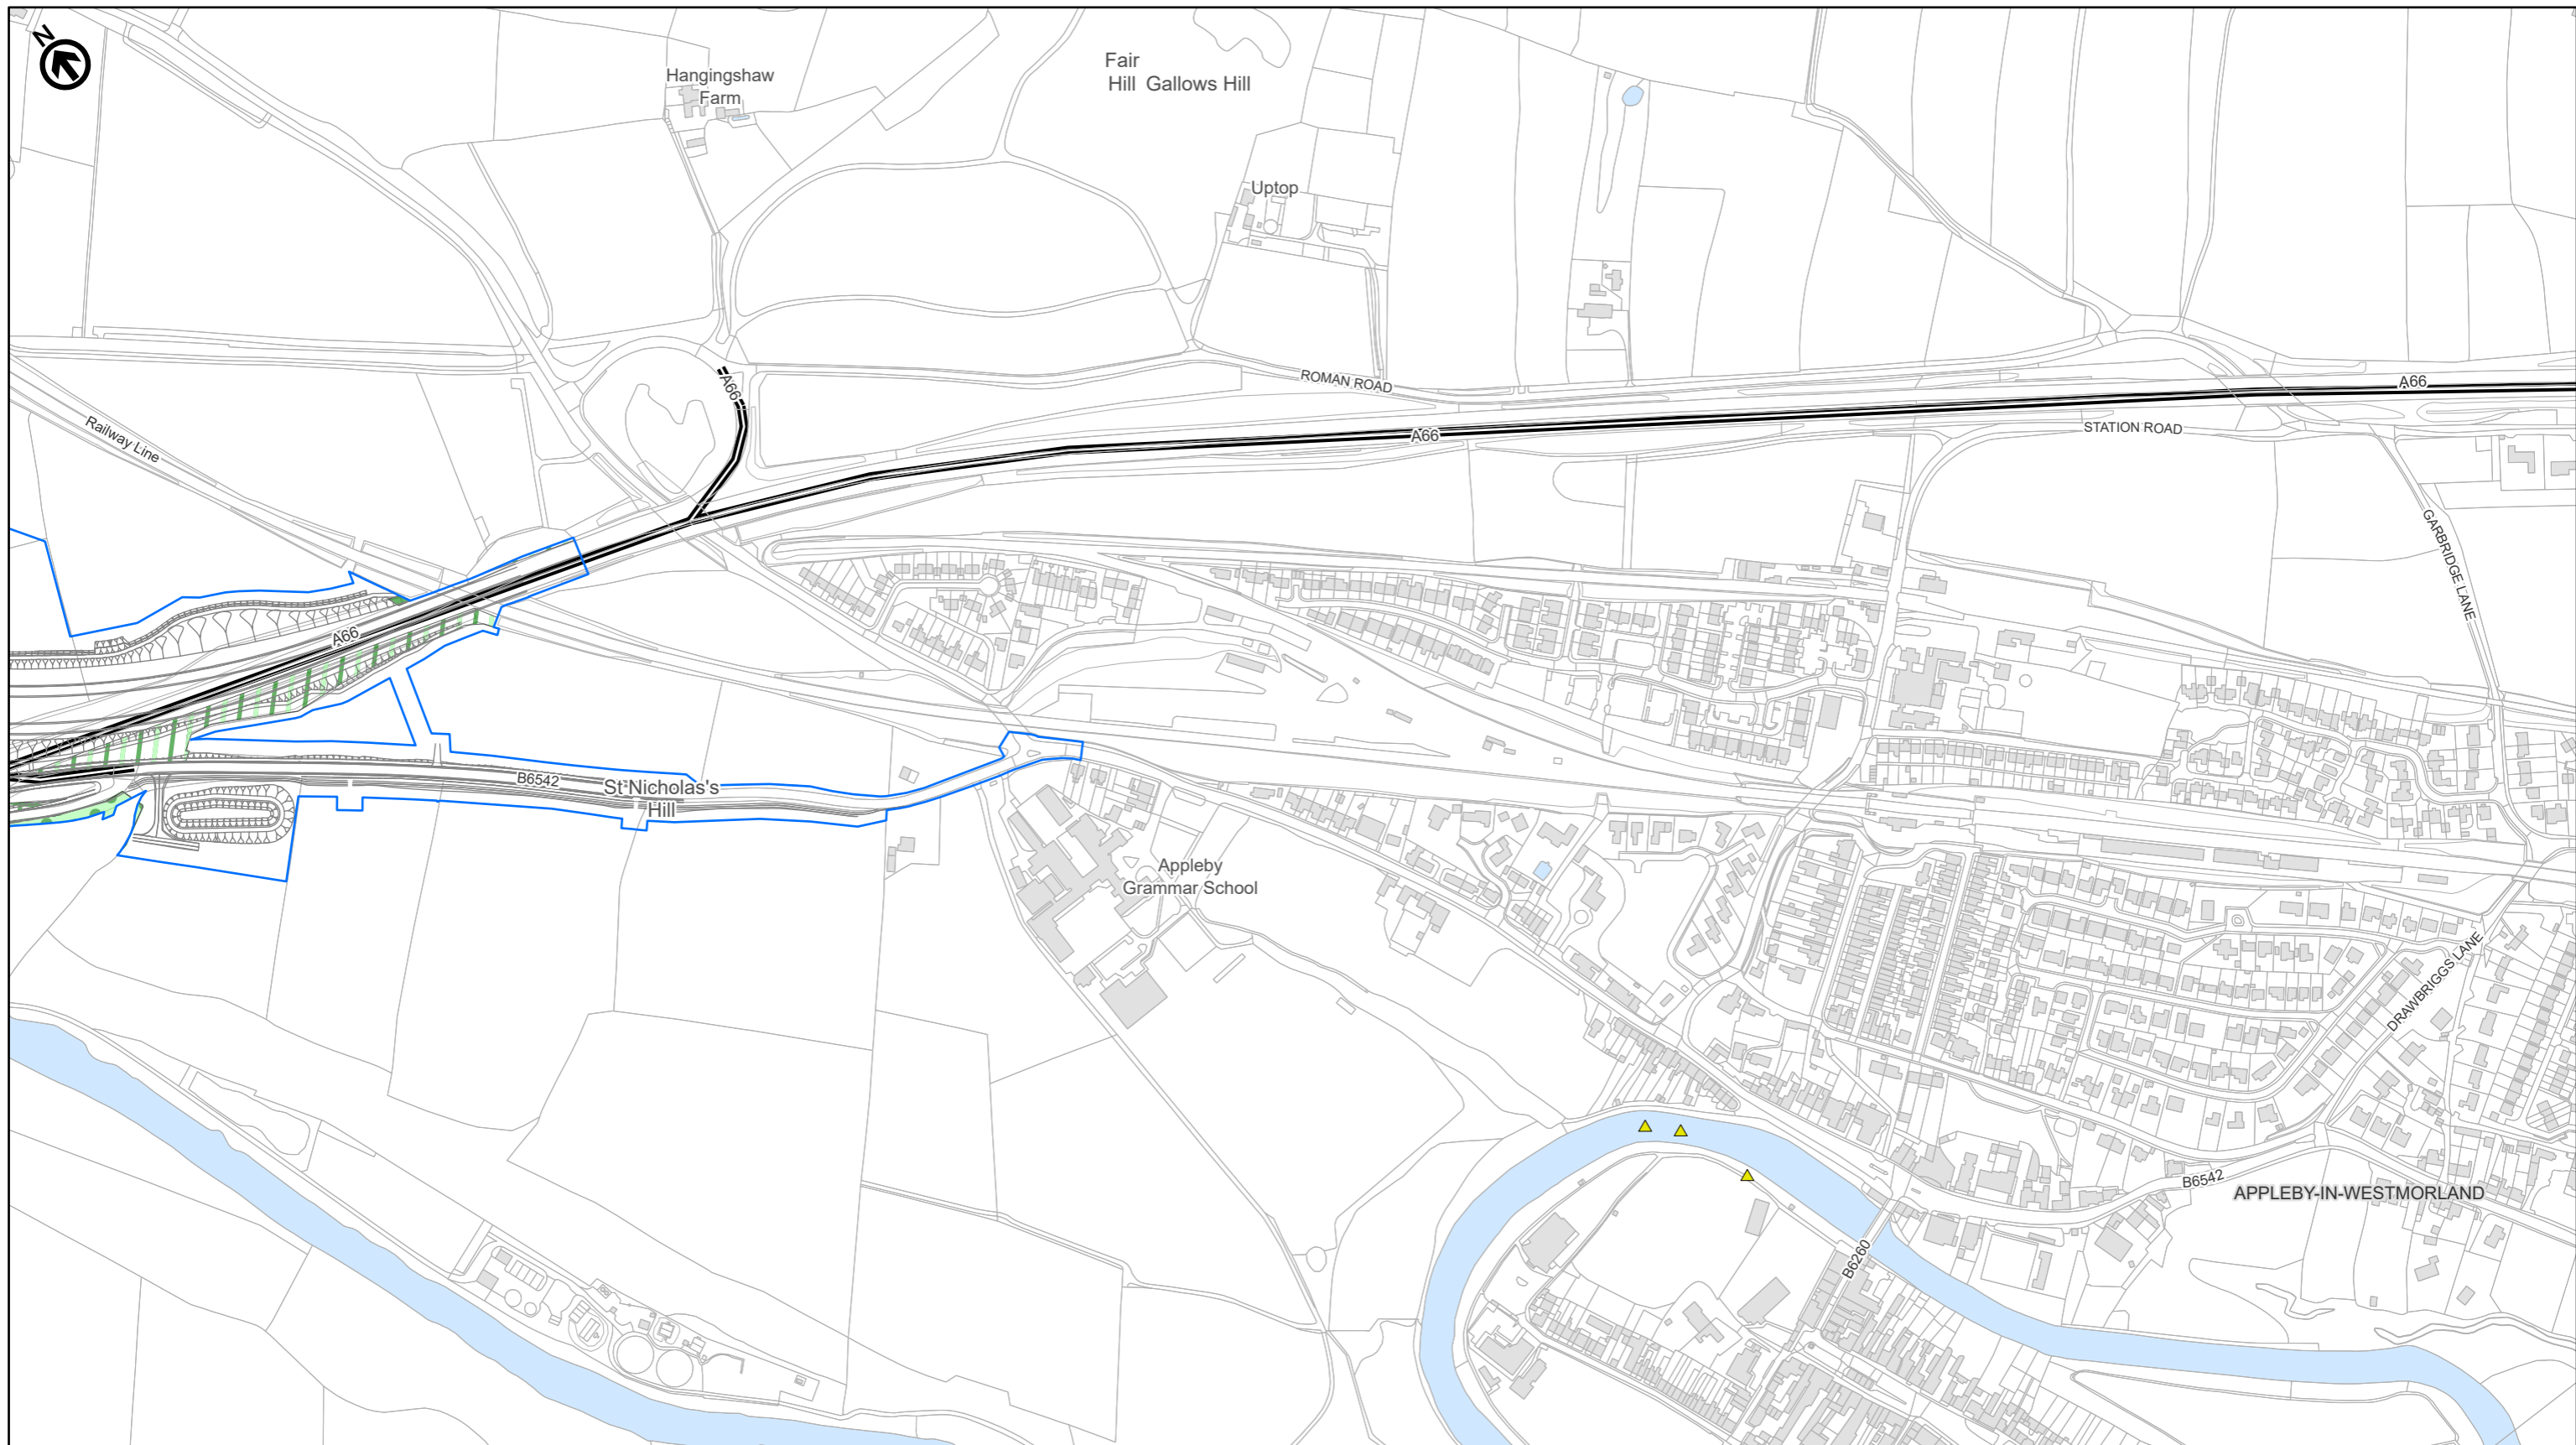 N
Hangingshaw
Farm
Fair
Hill Gallows Hill
Uptop
ROMAN ROAD
A66
A66
A66
STATION ROAD
Railway Line
GARBRIDGE LANE
A66
B6542
St Nicholas's
Hill
Appleby
Grammar School
DRAWBRIGGS LANE
B6542
APPLEBY-IN-WESTMORLAND
B6260